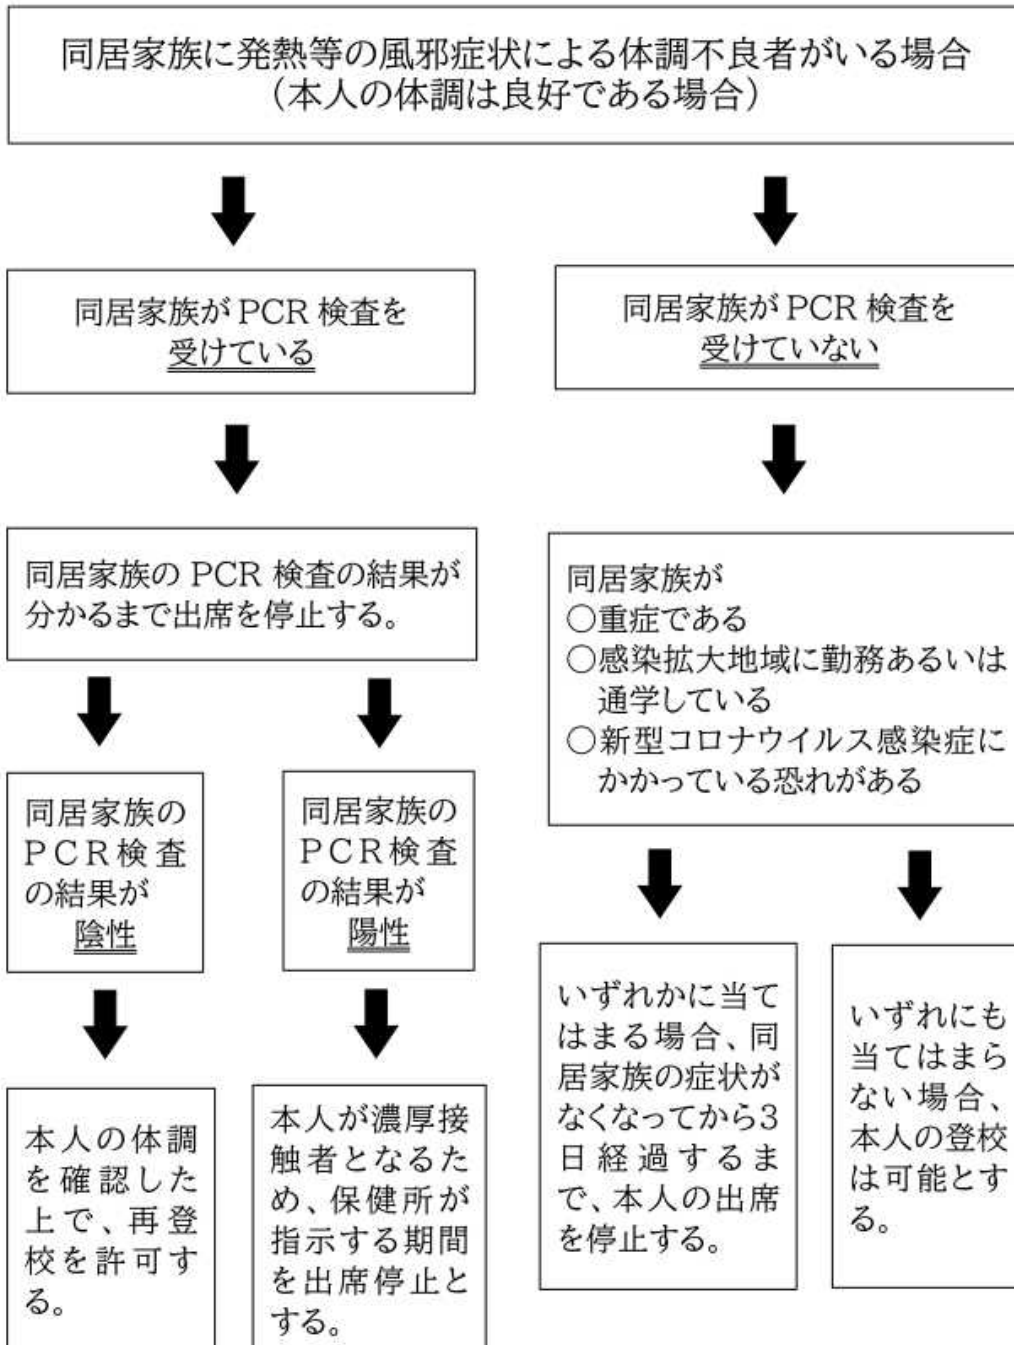 同居家族に発熱等の風邪症状による体調不良者がいる場合
（本人の体調は良好である場合）
同居家族が PCR 検査を
受けている
同居家族が PCR 検査を
受けていない
同居家族の PCR 検査の結果が
分かるまで出席を停止する。
同居家族が
○重症である
○感染拡大地域に勤務あるいは
通学している
○新型コロナウイルス感染症に
かかっている恐れがある
同居家族の
ＰＣＲ検査
の結果が
陰性
同居家族の
ＰＣＲ検査
の結果が
陽性
本人の体調
を確認した
上で、再登
校を許可す
る。
本人が濃厚接
触者となるた
め、保健所が
指示する期間
を出席停止と
する。
いずれかに当て
はまる場合、同
居家族の症状が
なくなってから３
日経過するま
で、本人の出席
を停止する。
いずれにも
当てはまら
ない場合、
本人の登校
は可能とす
る。